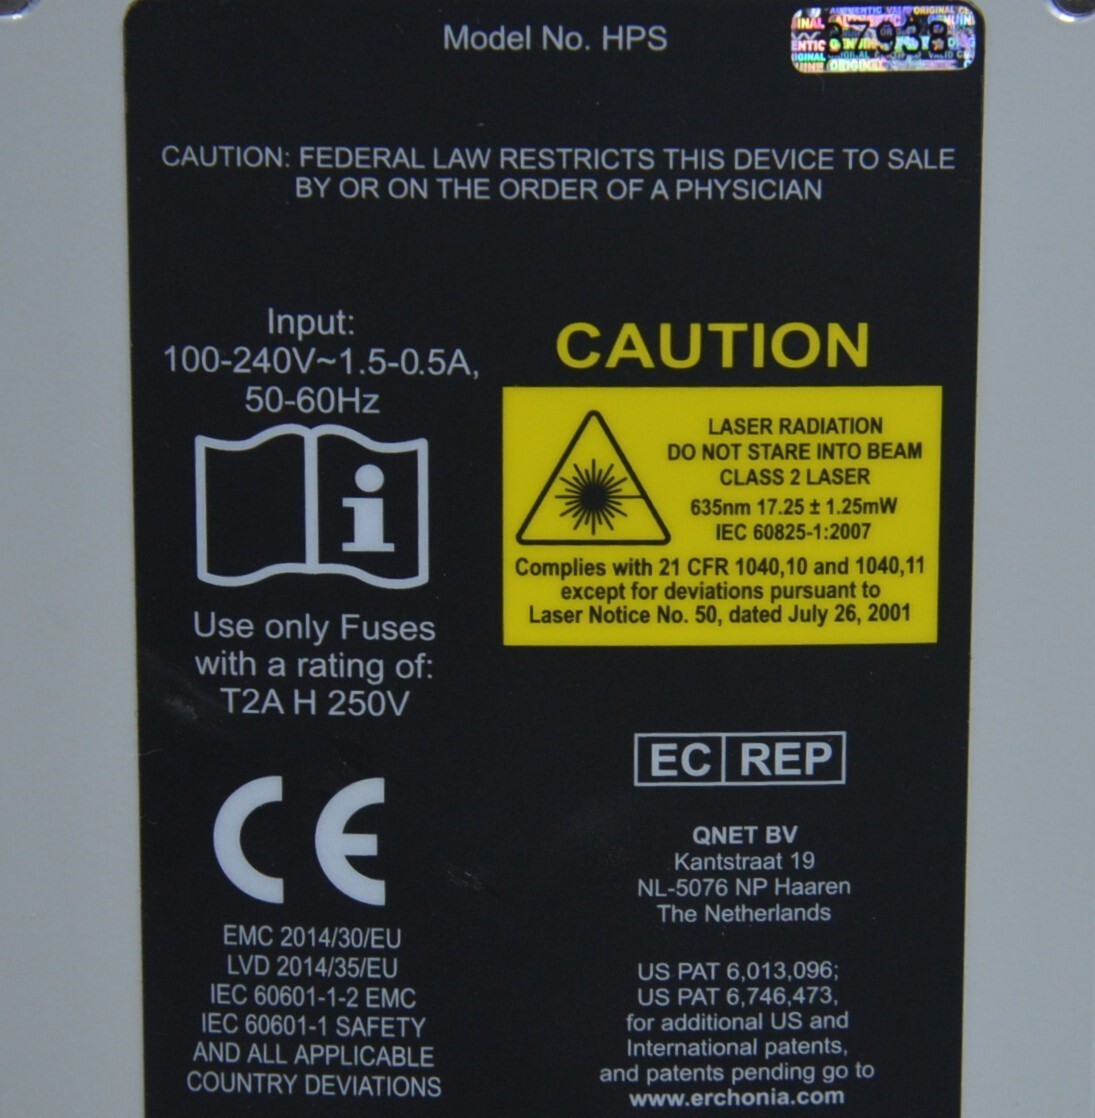 Model No. HPS
CAUTION: FEDERAL LAW RESTRICTS THIS DEVICE TO SALE
BY OR ON THE ORDER OF A PHYSICIAN
Input:
100-240V~1.5-0.5A,
50-60Hz
i
Use only Fuses
with a rating of:
T2A H 250V
CE
EMC 2014/30/EU
LVD 2014/35/EU
IEC 60601-1-2 EMC
IEC 60601-1 SAFETY
AND ALL APPLICABLE
COUNTRY DEVIATIONS
CAUTION
LASER RADIATION
DO NOT STARE INTO BEAM
CLASS 2 LASER
635nm 17.25 ± 1.25mW
IEC 60825-1:2007
Complies with 21 CFR 1040,10 and 1040,11
except for deviations pursuant to
Laser Notice No. 50, dated July 26, 2001
EC REP
QNET BV
Kantstraat 19
NL-5076 NP Haaren
The Netherlands
US PAT 6,013,096;
US PAT 6,746,473,
for additional US and
International patents,
and patents pending go to
www.erchonia.com